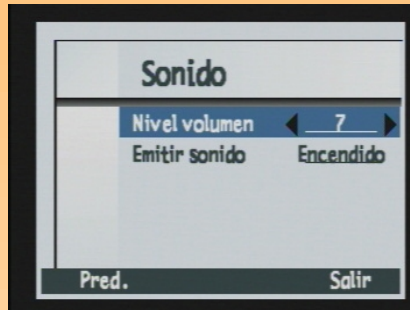 Sonido
Nivel volumen 7
Emitir sonido Encendido
Pred. Salir